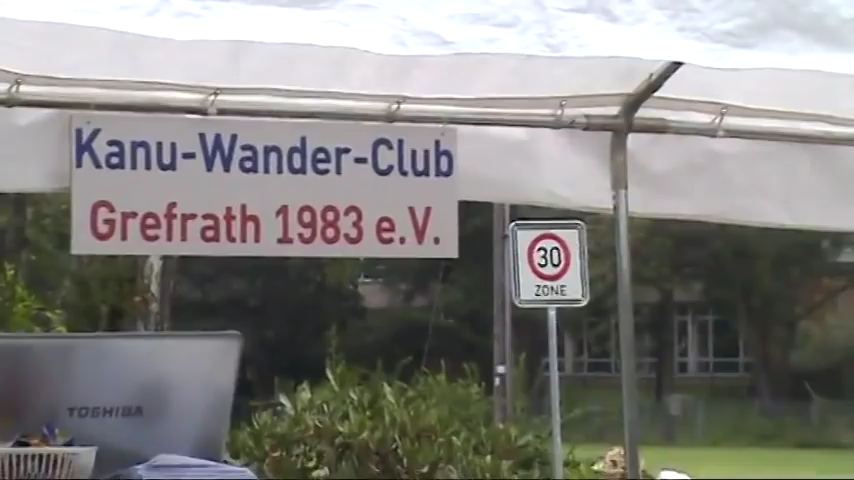 Kanu-Wander-Club
Grefrath 1983 e.V.
30
ZONE
TOSHIBA